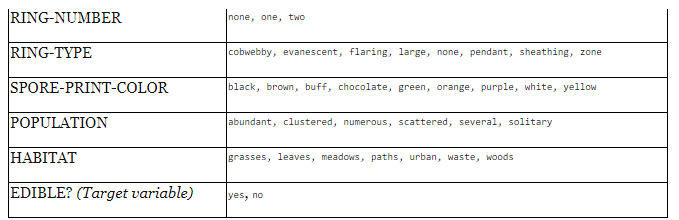 RING-NUMBER none, one, two
RING-TYPE cobwebby, evanescent, flaring, large, none, pendant, sheathing, zone
SPORE-PRINT-COLOR black, brown, buff, chocolate, green, orange, purple, white, yellow
POPULATION abundant, clustered, numerous, scattered, several, solitary
HABITAT grasses, leaves, meadows, paths, urban, waste, woods
EDIBLE? (Target variable) yes, no